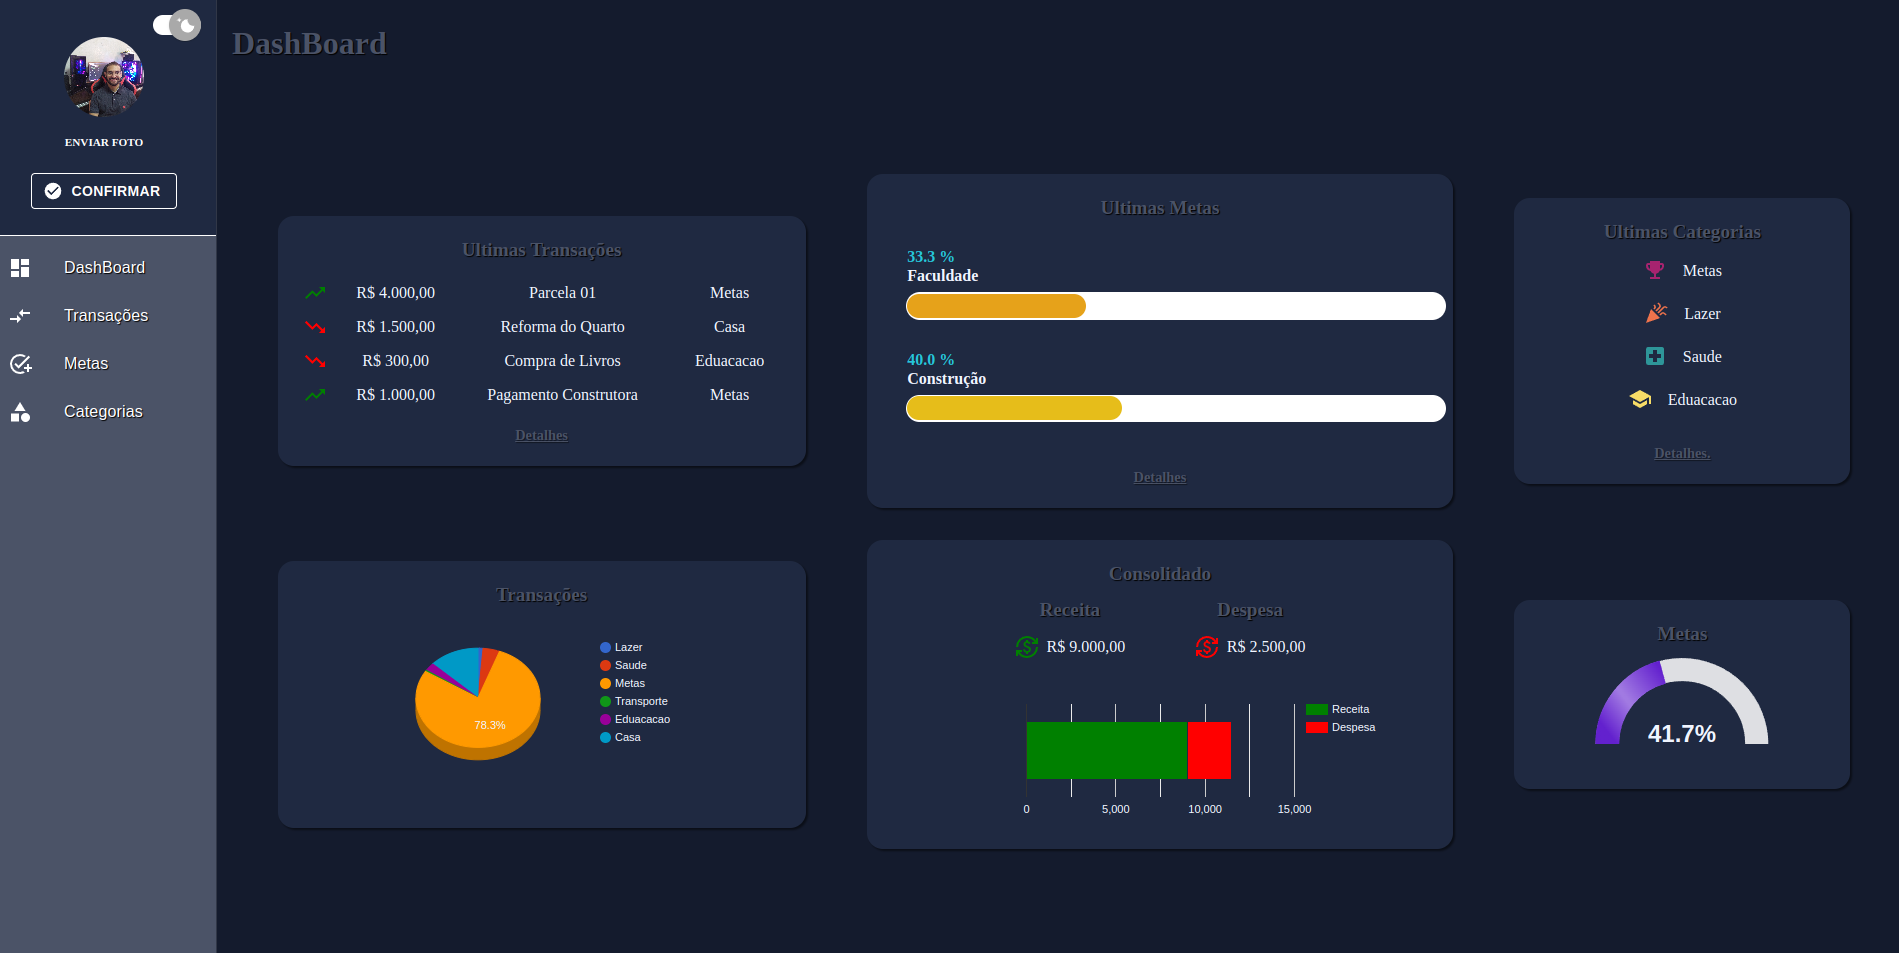 DashBoard
ENVIAR FOTO
CONFIRMAR
DashBoard
Transações
Metas
Categorias
Ultimas Transações
R$ 4.000,00 Parcela 01 Metas
R$ 1.500,00 Reforma do Quarto Casa
R$ 300,00 Compra de Livros Eduacacao
R$ 1.000,00 Pagamento Construtora Metas
Detalhes
Ultimas Metas
33.3 %
Faculdade
40.0 %
Construção
Detalhes
Ultimas Categorias
Metas
Lazer
Saude
Eduacacao
Detalhes.
Transações
78.3%
Lazer
Saude
Metas
Transporte
Eduacacao
Casa
Consolidado
Receita Despesa
R$ 9.000,00 R$ 2.500,00
Receita
Despesa
0 5,000 10,000 15,000
Metas
41.7%